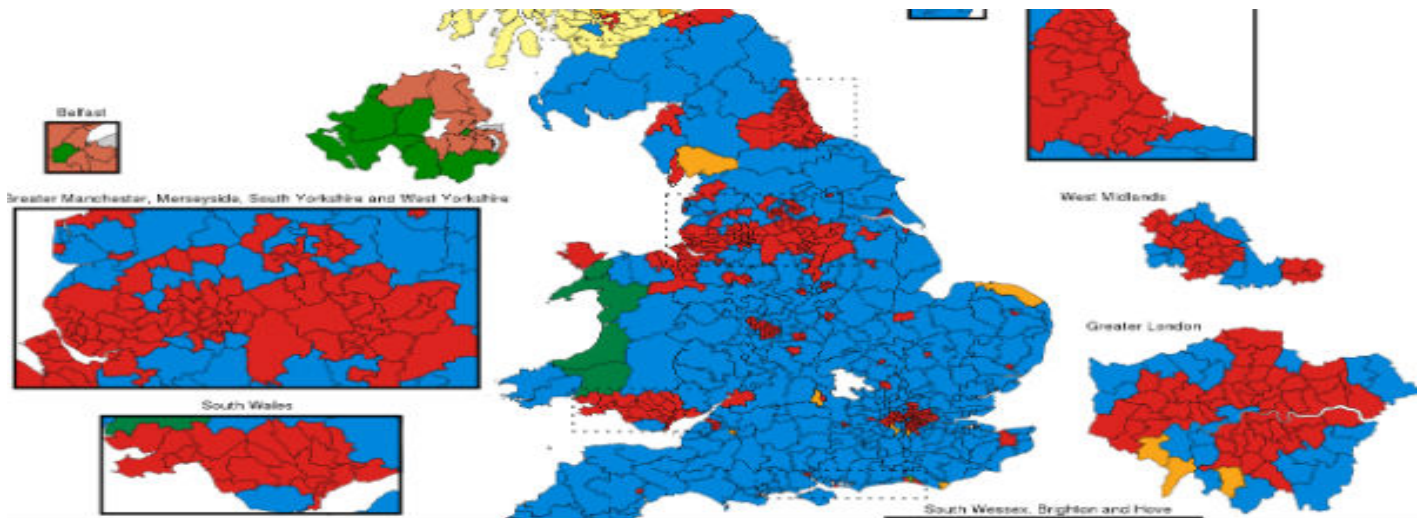 Belfast
Greater Manchester, Merseyside, South Yorkshire and West Yorkshire
West Midlands
Greater London
South Wales
South Wessex, Brighton and Hove